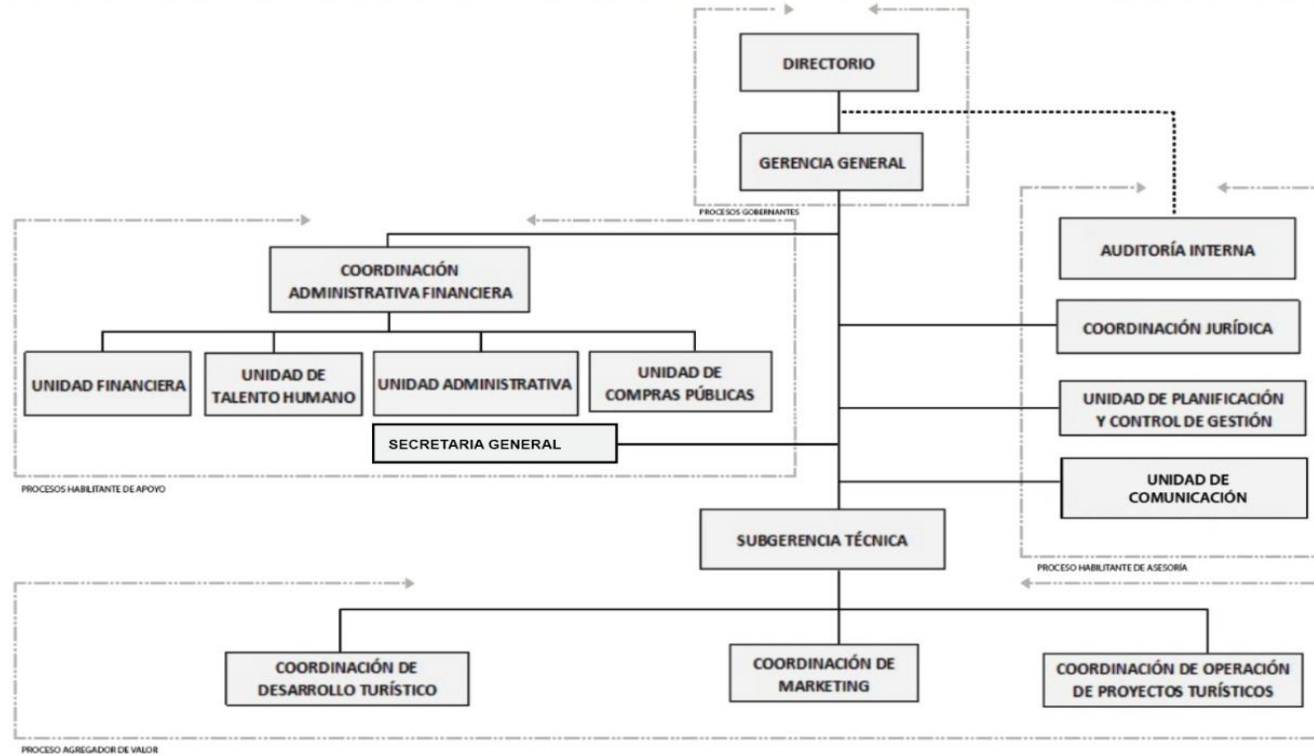 DIRECTORIO
GERENCIA GENERAL
PROCESOS GOBERNANTES
AUDITORÍA INTERNA
COORDINACIÓN
ADMINISTRATIVA FINANCIERA
COORDINACIÓN JURÍDICA
UNIDAD FINANCIERA
UNIDAD DE
TALENTO HUMANO
UNIDAD ADMINISTRATIVA
UNIDAD DE
COMPRAS PÚBLICAS
UNIDAD DE PLANIFICACIÓN
Y CONTROL DE GESTIÓN
SECRETARIA GENERAL
PROCESOS HABILITANTE DE APOYO
UNIDAD DE
COMUNICACIÓN
SUBGERENCIA TÉCNICA
PROCESO HABILITANTE DE ASESORÍA
COORDINACIÓN DE
DESARROLLO TURÍSTICO
COORDINACIÓN DE
MARKETING
COORDINACIÓN DE OPERACIÓN
DE PROYECTOS TURÍSTICOS
PROCESO AGREGADOR DE VALOR